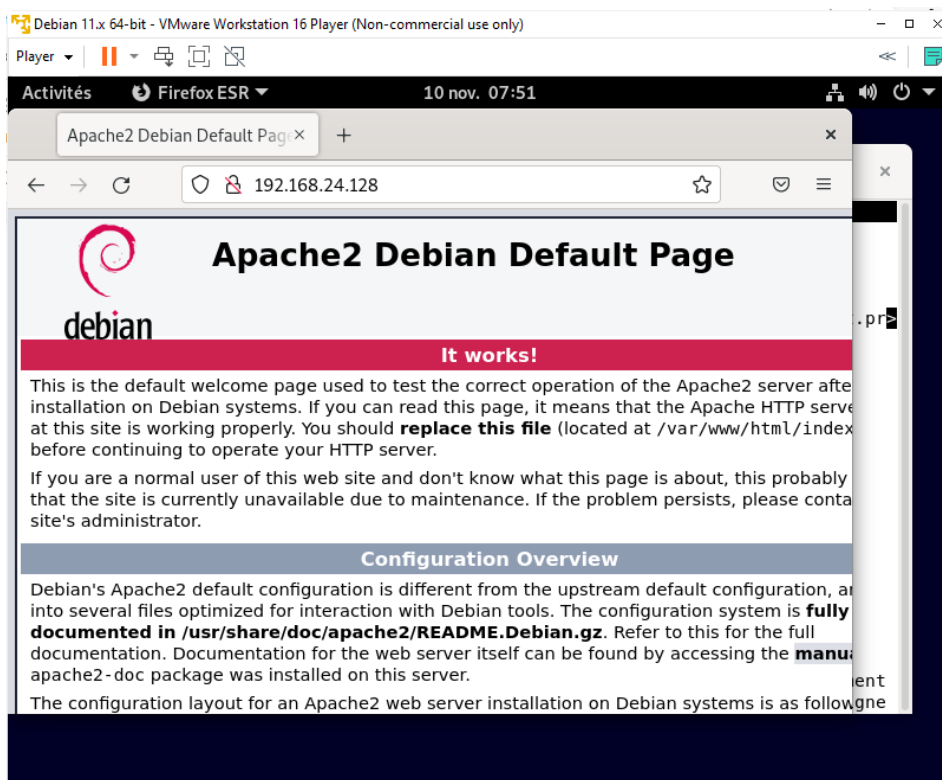 Debian 11.x 64-bit - VMware Workstation 16 Player (Non-commercial use only)
Player
Activités Firefox ESR 10 nov. 07:51
Apache2 Debian Default Page
192.168.24.128
Apache2 Debian Default Page
debian
.pr>
It works!
This is the default welcome page used to test the correct operation of the Apache2 server afte
installation on Debian systems. If you can read this page, it means that the Apache HTTP serve
at this site is working properly. You should replace this file (located at /var/www/html/index
before continuing to operate your HTTP server.
If you are a normal user of this web site and don't know what this page is about, this probably
that the site is currently unavailable due to maintenance. If the problem persists, please conta
site's administrator.
Configuration Overview
Debian's Apache2 default configuration is different from the upstream default configuration, an
into several files optimized for interaction with Debian tools. The configuration system is fully
documented in /usr/share/doc/apache2/README.Debian.gz. Refer to this for the full
documentation. Documentation for the web server itself can be found by accessing the manua
apache2-doc package was installed on this server.
ment
The configuration layout for an Apache2 web server installation on Debian systems is as follow
gne